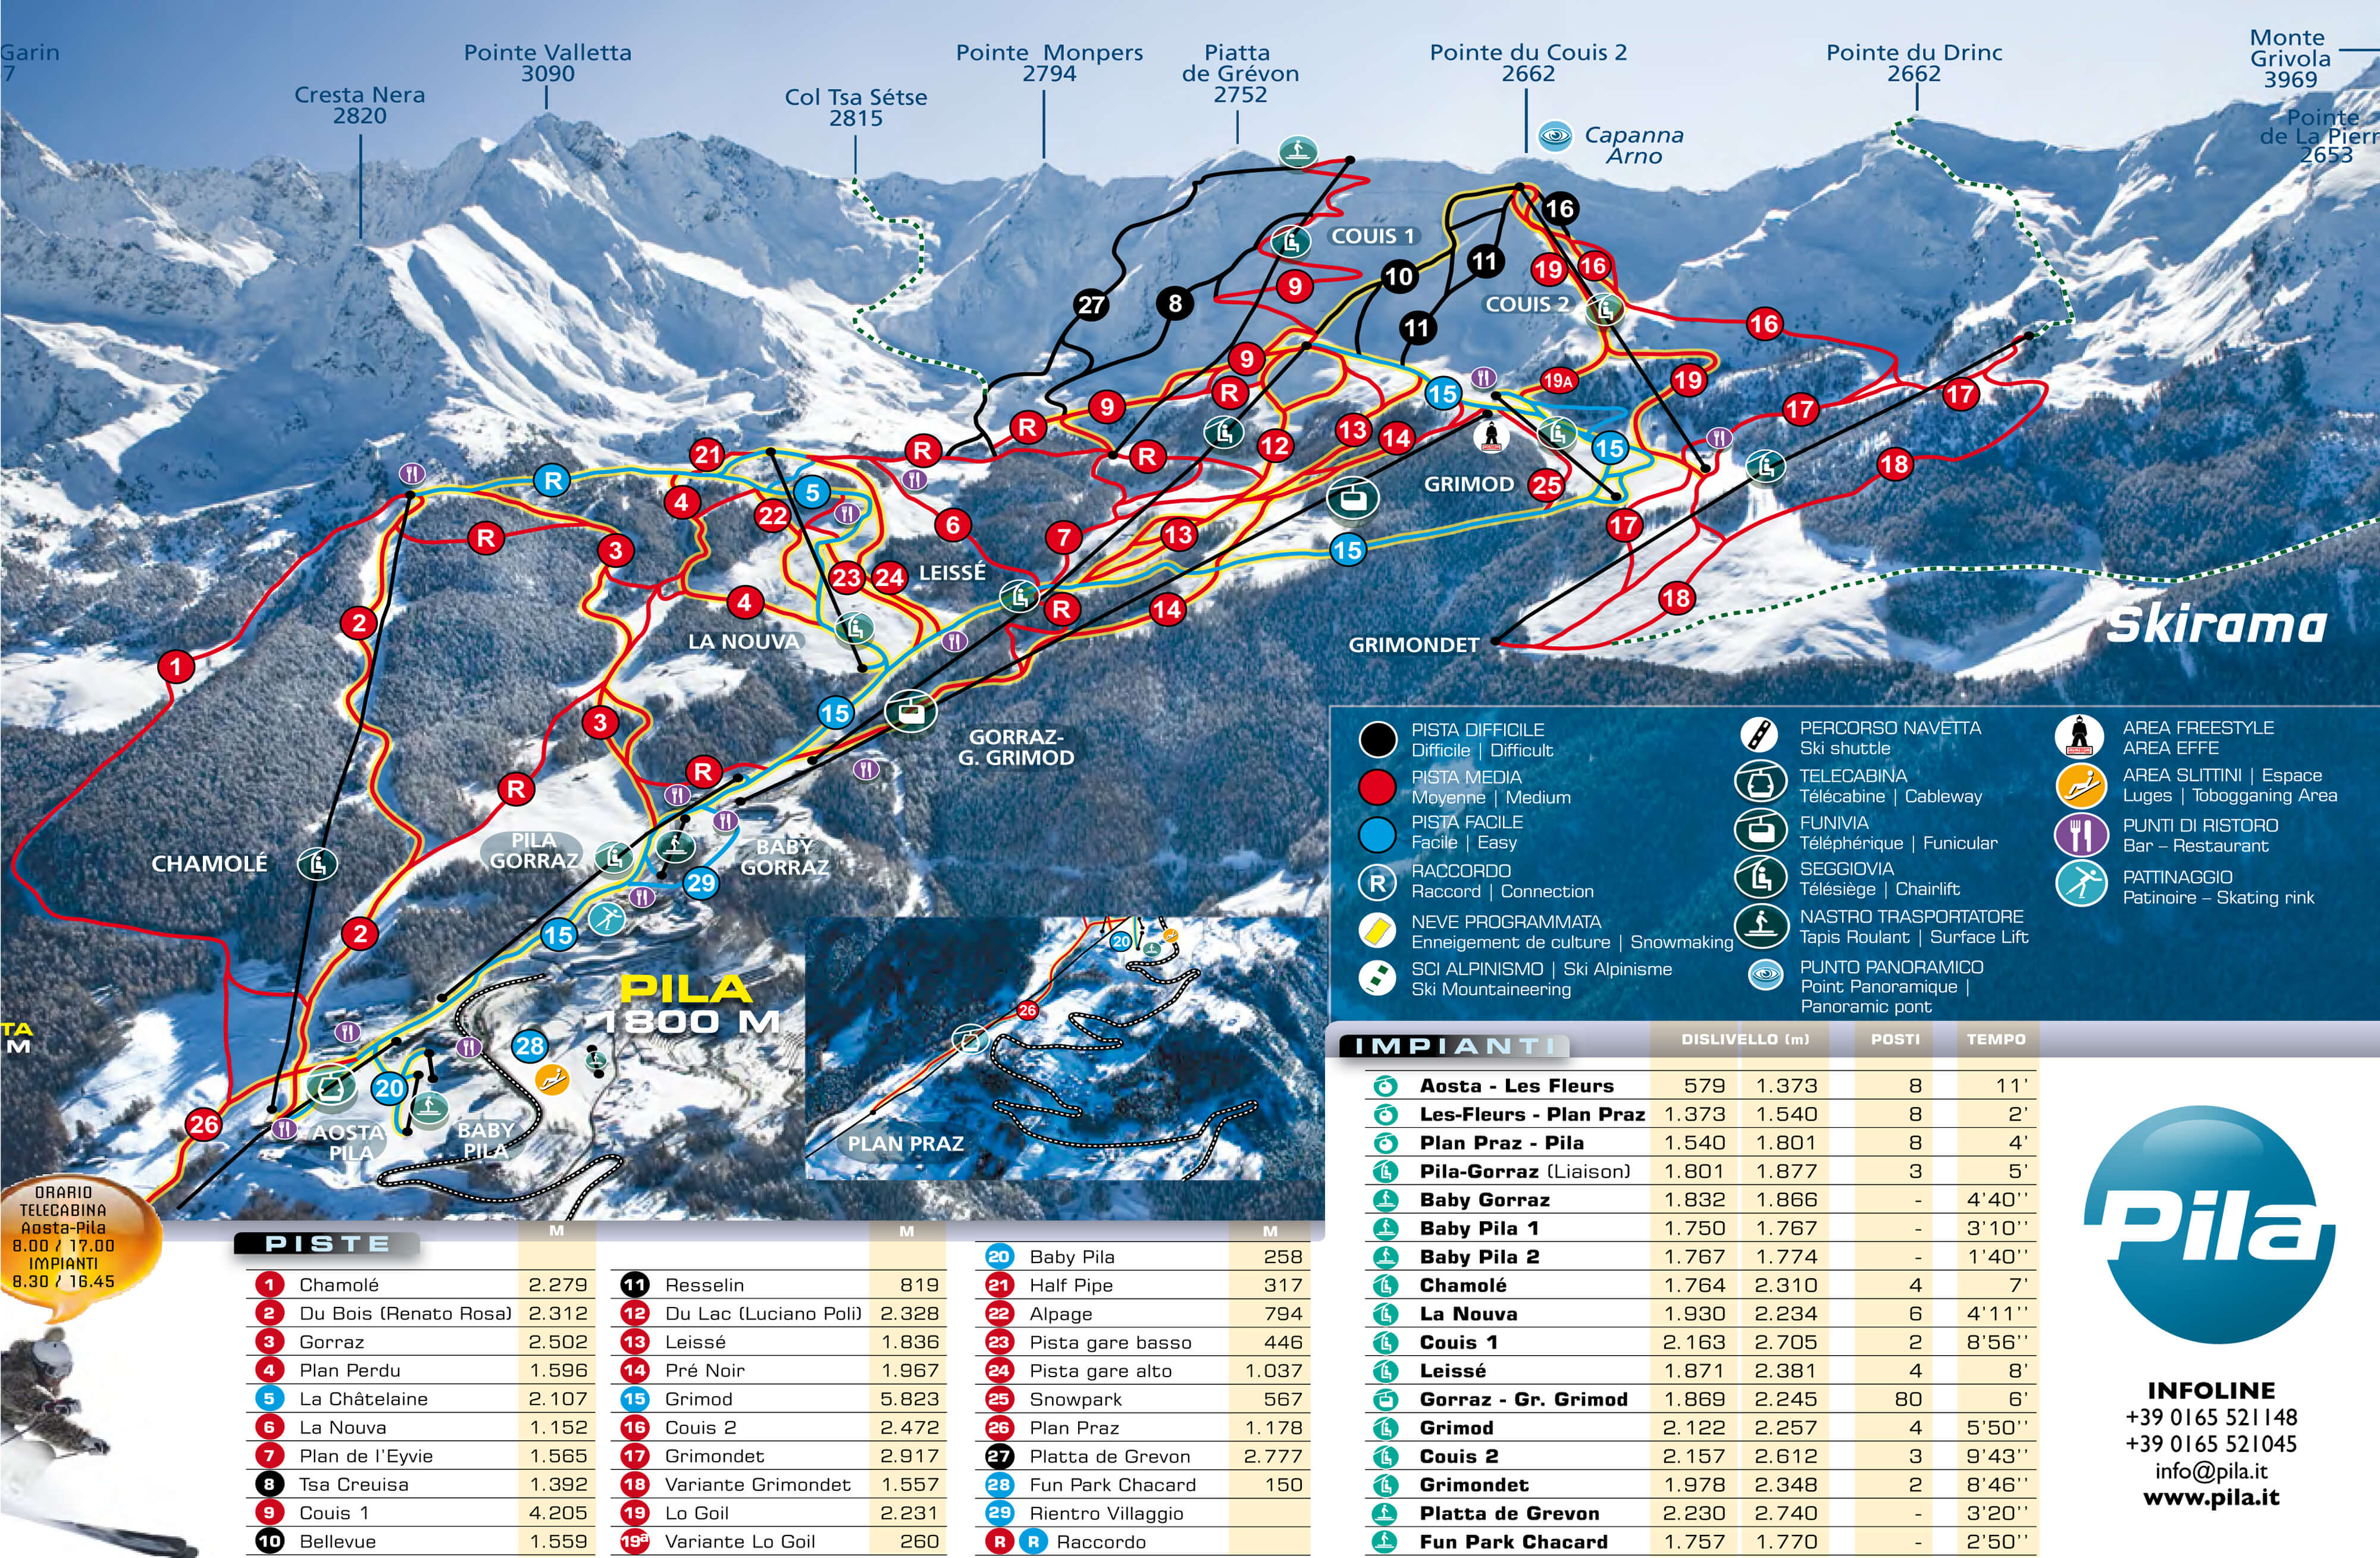 Garin
7
Cresta Nera
2820
Pointe Valletta
3090
Col Tsa Sétse
2815
Pointe Monpers
2794
Piatta
de Grévon
2752
Pointe du Couis 2
2662
Capanna
Arno
Pointe du Drinc
2662
Monte
Grivola
3969
Pointe
de La Pierr
2653
COUIS 1
COUIS 2
16
19
16
11
10
11
9
8
27
16
9
R
9
R
R
R
15
19A
19
17
17
12
13
14
15
18
21
R
4
22
5
6
7
13
GRIMOD
25
17
15
R
3
23
24
LEISSÉ
R
14
18
4
2
1
LA NOUVA
GRIMONDET
Skirama
3
15
GORRAZ-
G. GRIMOD
R
R
CHAMOLÉ
PILA
GORRAZ
BABY
GORRAZ
29
2
15
PILA
1800 M
TA
M
28
20
26
AOSTA
PILA
BABY
PILA
20
26
PLAN PRAZ
ORARIO
TELECABINA
Aosta-Pila
8.00 / 17.00
IMPIANTI
8.30 / 16.45
PISTA DIFFICILE
Difficile | Difficult
PISTA MEDIA
Moyenne | Medium
PISTA FACILE
Facile | Easy
R
RACCORDO
Raccord | Connection
NEVE PROGRAMMATA
Enneigement de culture | Snowmaking
SCI ALPINISMO | Ski Alpinisme
Ski Mountaineering
PERCORSO NAVETTA
Ski shuttle
TELECABINA
Télécabine | Cableway
FUNIVIA
Téléphérique | Funicular
SEGGIOVIA
Télésiège | Chairlift
NASTRO TRASPORTATORE
Tapis Roulant | Surface Lift
PUNTO PANORAMICO
Point Panoramique |
Panoramic pont
AREA FREESTYLE
AREA EFFE
AREA SLITTINI | Espace
Luges | Tobogganing Area
PUNTI DI RISTORO
Bar – Restaurant
PATTINAGGIO
Patinoire – Skating rink
PISTE
M
1 Chamolé 2.279
2 Du Bois (Renato Rosa) 2.312
3 Gorraz 2.502
4 Plan Perdu 1.596
5 La Châtelaine 2.107
6 La Nouva 1.152
7 Plan de l'Eyvie 1.565
8 Tsa Creuisa 1.392
9 Couis 1 4.205
10 Bellevue 1.559
M
11 Resselin 819
12 Du Lac (Luciano Poli) 2.328
13 Leissé 1.836
14 Pré Noir 1.967
15 Grimod 5.823
16 Couis 2 2.472
17 Grimondet 2.917
18 Variante Grimondet 1.557
19 Lo Goil 2.231
19ª Variante Lo Goil 260
M
20 Baby Pila 258
21 Half Pipe 317
22 Alpage 794
23 Pista gare basso 446
24 Pista gare alto 1.037
25 Snowpark 567
26 Plan Praz 1.178
27 Platta de Grevon 2.777
28 Fun Park Chacard 150
29 Rientro Villaggio
R R Raccordo
IMPIANTI DISLIVELLO (m) POSTI TEMPO
Aosta - Les Fleurs 579 1.373 8 11'
Les-Fleurs - Plan Praz 1.373 1.540 8 2'
Plan Praz - Pila 1.540 1.801 8 4'
Pila-Gorraz (Liaison) 1.801 1.877 3 5'
Baby Gorraz 1.832 1.866 - 4'40''
Baby Pila 1 1.750 1.767 - 3'10''
Baby Pila 2 1.767 1.774 - 1'40''
Chamolé 1.764 2.310 4 7'
La Nouva 1.930 2.234 6 4'11''
Couis 1 2.163 2.705 2 8'56''
Leissé 1.871 2.381 4 8'
Gorraz - Gr. Grimod 1.869 2.245 80 6'
Grimod 2.122 2.257 4 5'50''
Couis 2 2.157 2.612 3 9'43''
Grimondet 1.978 2.348 2 8'46''
Platta de Grevon 2.230 2.740 - 3'20''
Fun Park Chacard 1.757 1.770 - 2'50''
Pila
INFOLINE
+39 0165 521148
+39 0165 521045
info@pila.it
www.pila.it